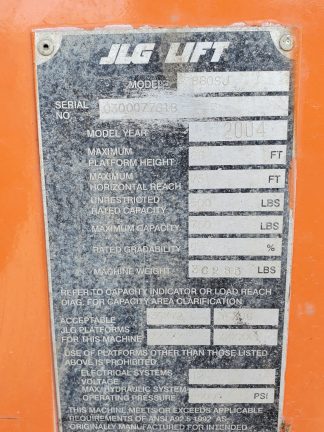 JLG LIFT
MODEL 860SJ
SERIAL NO.
MODEL YEAR 2004
MAXIMUM PLATFORM HEIGHT FT
MAXIMUM HORIZONTAL REACH FT
UNRESTRICTED RATED CAPACITY LBS
MAXIMUM CAPACITY LBS
RATED GRADABILITY %
MACHINE WEIGHT LBS
REFER TO CAPACITY INDICATOR OR LOAD REACH
DIAG. FOR CAPACITY AREA CLARIFICATION.
ACCEPTABLE
JLG PLATFORMS
FOR THIS MACHINE
USE OF PLATFORMS OTHER THAN THOSE LISTED
ABOVE IS PROHIBITED.
ELECTRICAL SYSTEMS
VOLTAGE
MAX. HYDRAULIC SYSTEM
OPERATING PRESSURE PSI
THIS MACHINE MEETS OR EXCEEDS APPLICABLE
REQUIREMENTS OF ANSI A92.5 1992 AS
ORIGINALLY MANUFACTURED FOR INTENDED